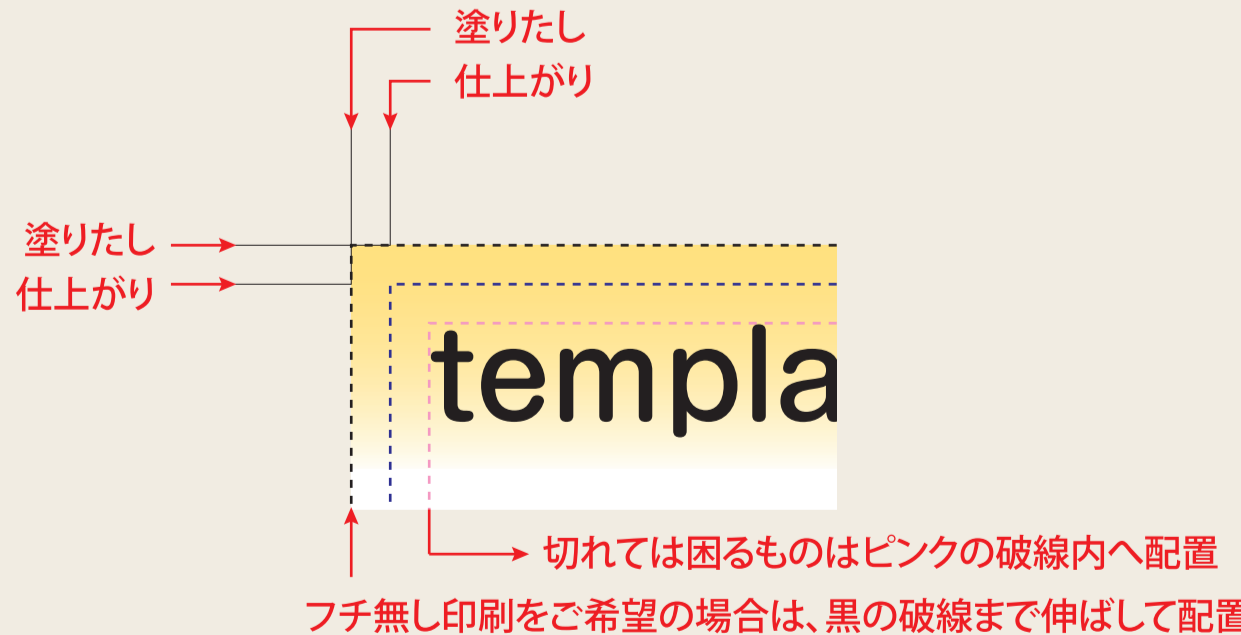 塗りたし
仕上がり
塗りたし
仕上がり
templa
切れては困るものはピンクの破線内へ配置
フチ無し印刷をご希望の場合は、黒の破線まで伸ばして配置